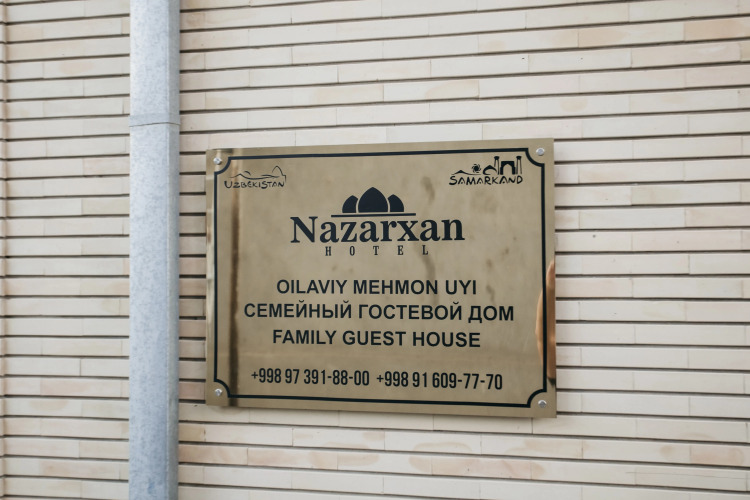 UZBEKISTAN
SAMARKAND
Nazarxan
HOTEL
OILAVIY MEHMON UYI
СЕМЕЙНЫЙ ГОСТЕВОЙ ДОМ
FAMILY GUEST HOUSE
+998 97 391-88-00 +998 91 609-77-70